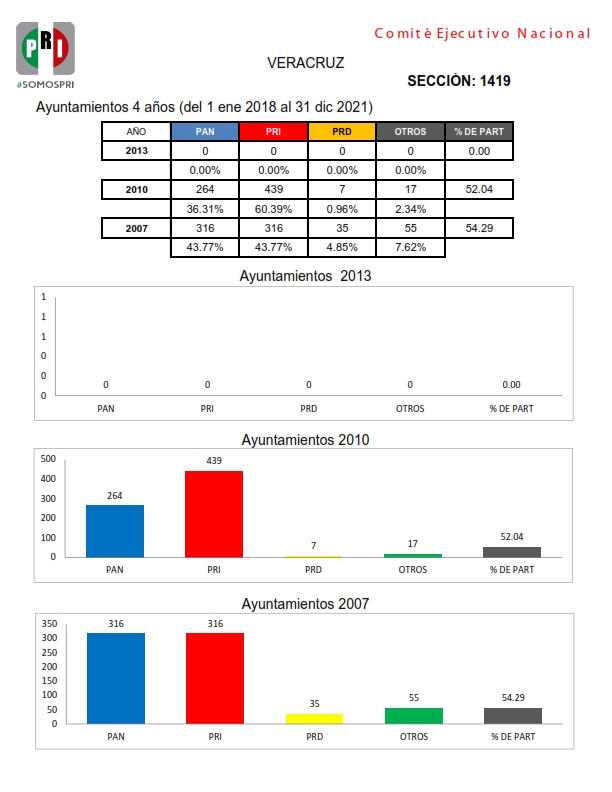 Comité Ejecutivo Nacional
PRI
#SOMOSPRI
VERACRUZ
SECCIÓN: 1419
Ayuntamientos 4 años (del 1 ene 2018 al 31 dic 2021)
AÑO PAN PRI PRD OTROS % DE PART
2013 0 0 0 0 0.00
0.00% 0.00% 0.00% 0.00%
2010 264 439 7 17 52.04
36.31% 60.39% 0.96% 2.34%
2007 316 316 35 55 54.29
43.77% 43.77% 4.85% 7.62%
Ayuntamientos 2013
1
1
1
0
0
0
0 0 0 0 0.00
PAN PRI PRD OTROS % DE PART
Ayuntamientos 2010
500
400
300
200
100
0
264 439 7 17 52.04
PAN PRI PRD OTROS % DE PART
Ayuntamientos 2007
350
300
250
200
150
100
50
0
316 316 35 55 54.29
PAN PRI PRD OTROS % DE PART